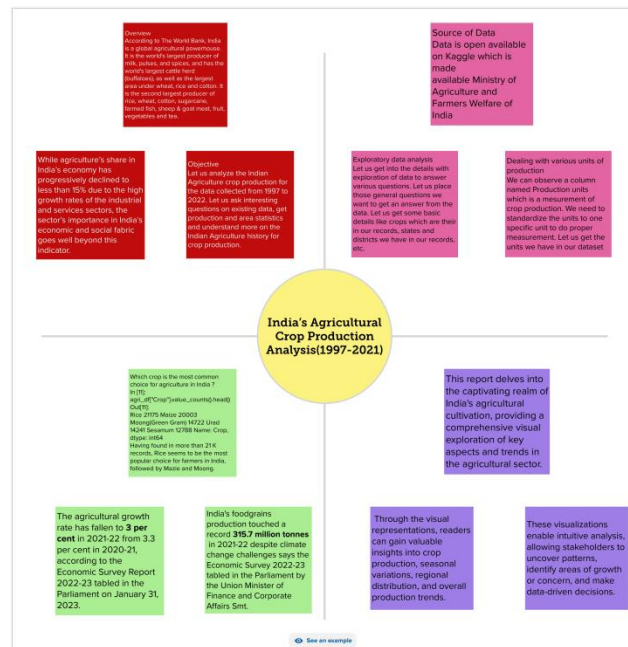 Overview
According to The World Bank, India
is a global agricultural powerhouse.
It is the world's largest producer of
milk, pulses, and spices, and has the
world's largest cattle herd
(buffaloes), as well as the largest
area under wheat, rice and cotton. It
is the second largest producer of
rice, wheat, cotton, sugarcane,
farmed fish, sheep & goat meat, fruit,
vegetables and tea.
While agriculture's share in
India's economy has
progressively declined to
less than 15% due to the high
growth rates of the industrial
and services sectors, the
sector's importance in India's
economic and social fabric
goes well beyond this
indicator.
Objective
Let us analyze the Indian
Agriculture crop production for
the data collected from 1997 to
2022. Let us ask interesting
questions on existing data, get
production and area statistics
and understand more on the
Indian Agriculture history for
crop production.
Source of Data
Data is open available
on Kaggle which is
made
available Ministry of
Agriculture and
Farmers Welfare of
India
Exploratory data analysis
Let us get into the details with
exploration of data to answer
various questions. Let us place
those general questions we
want to get an answer from the
data. Let us get some basic
details like crops which are their
in our records, states and
districts we have in our records,
etc.
Dealing with various units of
production
We can observe a column
named Production units
which is a mesurement of
crop production. We need to
standardize the units to one
specific unit to do proper
measurement. Let us get the
units we have in our dataset
India's Agricultural
Crop Production
Analysis(1997-2021)
Which crop is the most common
choice for agriculture in India ?
In [11]:
agri_df["Crop"].value_counts().head()
Out[11]:
Rice 21175 Maize 20003
Moong(Green Gram) 14722 Urad
14241 Sesamum 12788 Name: Crop,
dtype: int64
Having found in more than 21K
records, Rice seems to be the most
popular choice for farmers in India,
followed by Mazie and Moong.
The agricultural growth
rate has fallen to 3 per
cent in 2021-22 from 3.3
per cent in 2020-21,
according to the
Economic Survey Report
2022-23 tabled in the
Parliament on January 31,
2023.
India's foodgrains
production touched a
record 315.7 million tonnes
in 2021-22 despite climate
change challenges says the
Economic Survey 2022-23
tabled in the Parliament by
the Union Minister of
Finance and Corporate
Affairs Smt.
This report delves into
the captivating realm of
India's agricultural
cultivation, providing a
comprehensive visual
exploration of key
aspects and trends in
the agricultural sector.
Through the visual
representations, readers
can gain valuable
insights into crop
production, seasonal
variations, regional
distribution, and overall
production trends.
These visualizations
enable intuitive analysis,
allowing stakeholders to
uncover patterns,
identify areas of growth
or concern, and make
data-driven decisions.
See an example